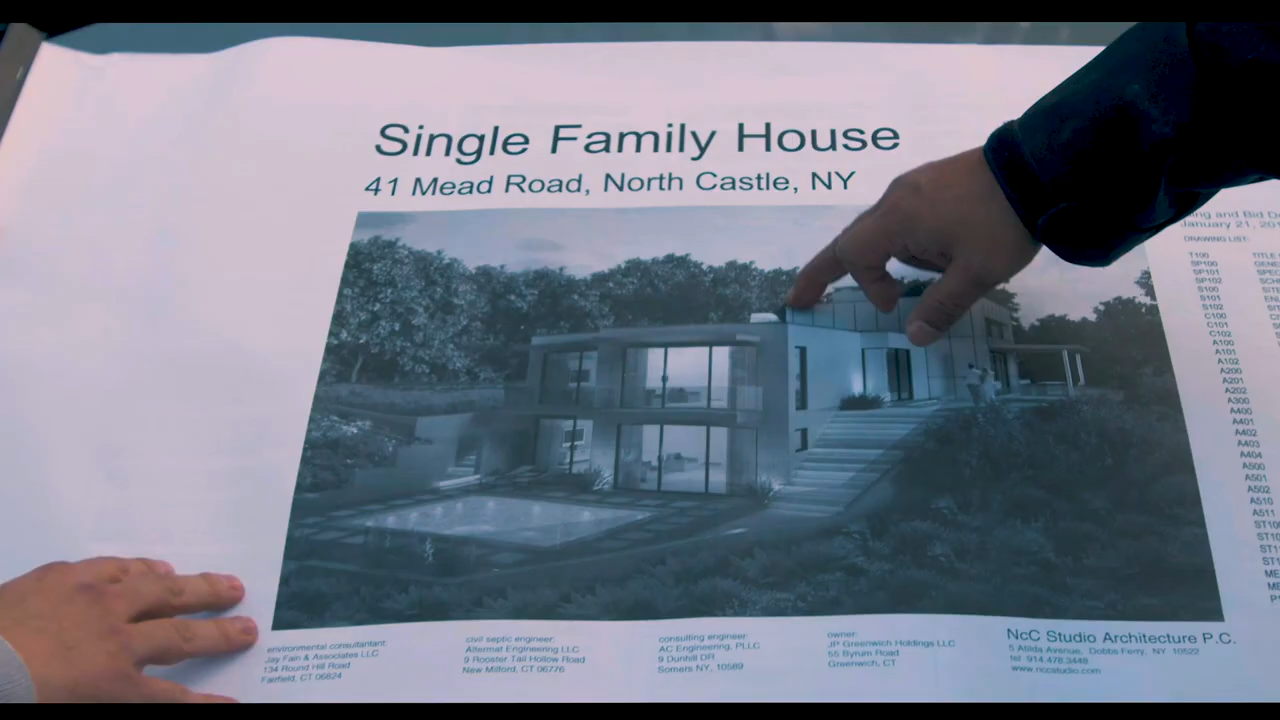 Single Family House
41 Mead Road, North Castle, NY
January 21,
DRAWING LIST:
T100
SP100
SP101
SP102
S100
S101
S102
C100
C101
C102
A100
A101
A102
A200
A201
A202
A300
A400
A401
A402
A403
A404
A500
A501
A502
A510
A511
environmental consultant:
Jay Fain & Associates LLC
134 Round Hill Road
Fairfield, CT 06824
civil septic engineer:
Altermat Engineering LLC
9 Rooster Tail Hollow Road
New Milford, CT 06776
consulting engineer:
AC Engineering, PLLC
9 Dunhill DR
Somers NY, 10589
owner:
JP Greenwich Holdings LLC
55 Byrum Road
Greenwich, CT
NcC Studio Architecture P.C.
5 Atilda Avenue, Dobbs Ferry, NY 10522
tel 914.478.3448
www.nccstudio.com